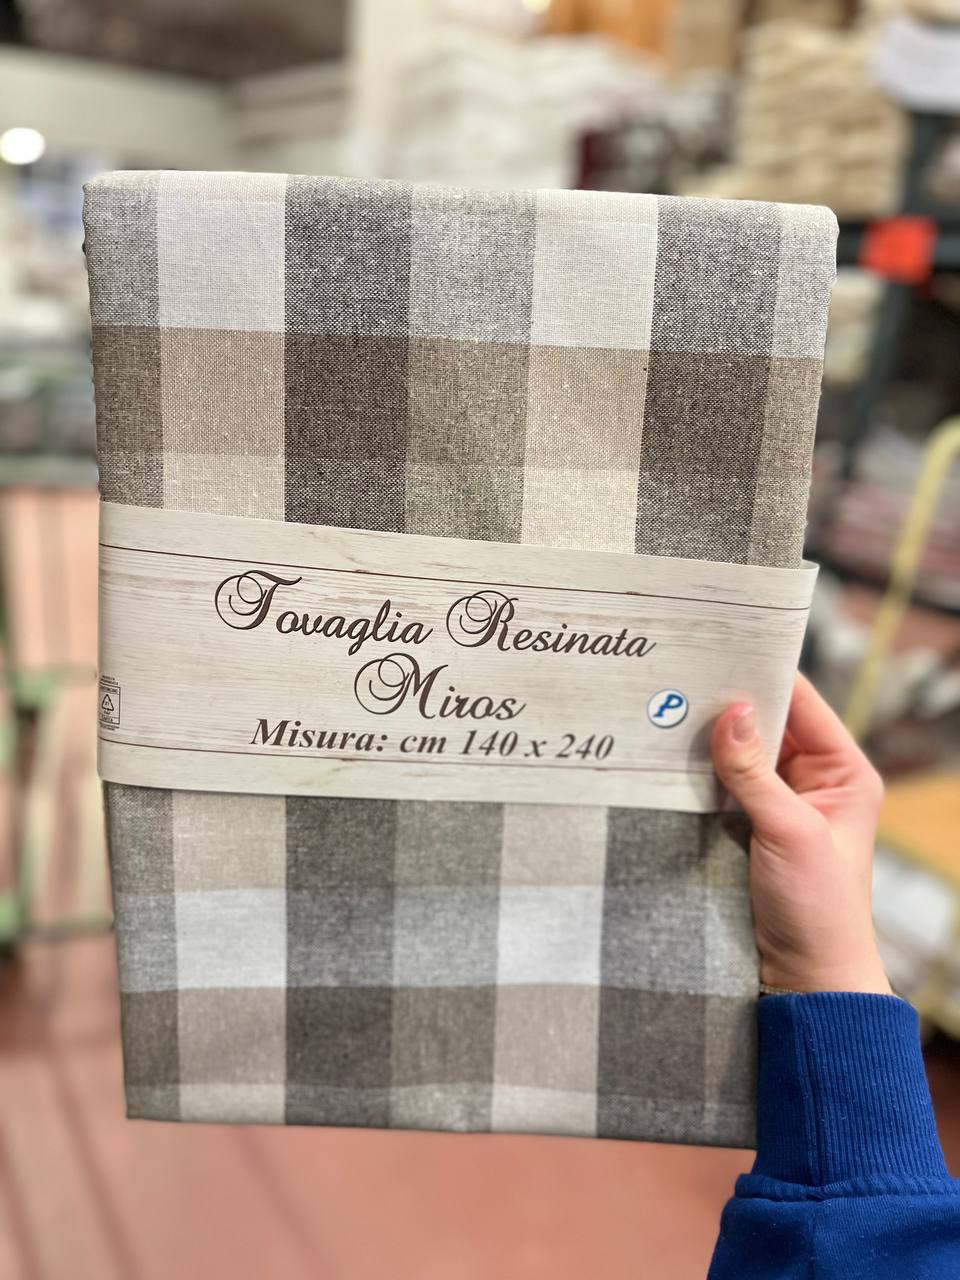 Tovaglia Resinata
Miros
Misura: cm 140 x 240
P